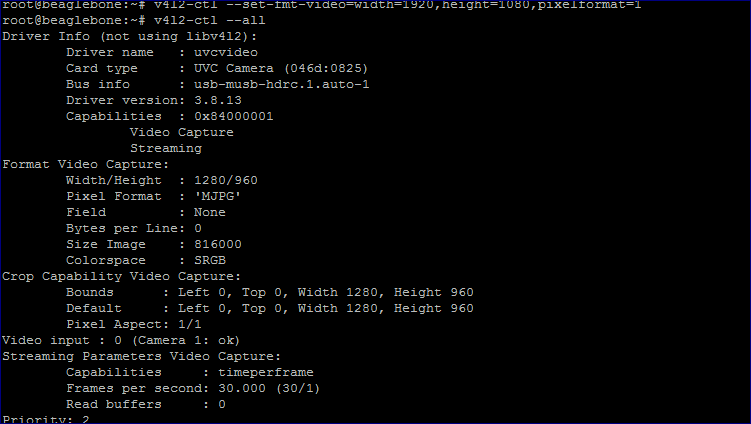 root@beaglebone:~# v4l2-ctl --set-fmt-video=width=1920,height=1080,pixelformat=1
root@beaglebone:~# v4l2-ctl --all
Driver Info (not using libv4l2):
        Driver name   : uvcvideo
        Card type     : UVC Camera (046d:0825)
        Bus info      : usb-musb-hdrc.1.auto-1
        Driver version: 3.8.13
        Capabilities  : 0x84000001
                Video Capture
                Streaming
Format Video Capture:
        Width/Height  : 1280/960
        Pixel Format  : 'MJPG'
        Field         : None
        Bytes per Line: 0
        Size Image    : 816000
        Colorspace    : SRGB
Crop Capability Video Capture:
        Bounds      : Left 0, Top 0, Width 1280, Height 960
        Default     : Left 0, Top 0, Width 1280, Height 960
        Pixel Aspect: 1/1
Video input : 0 (Camera 1: ok)
Streaming Parameters Video Capture:
        Capabilities     : timeperframe
        Frames per second: 30.000 (30/1)
        Read buffers     : 0
Priority: 2